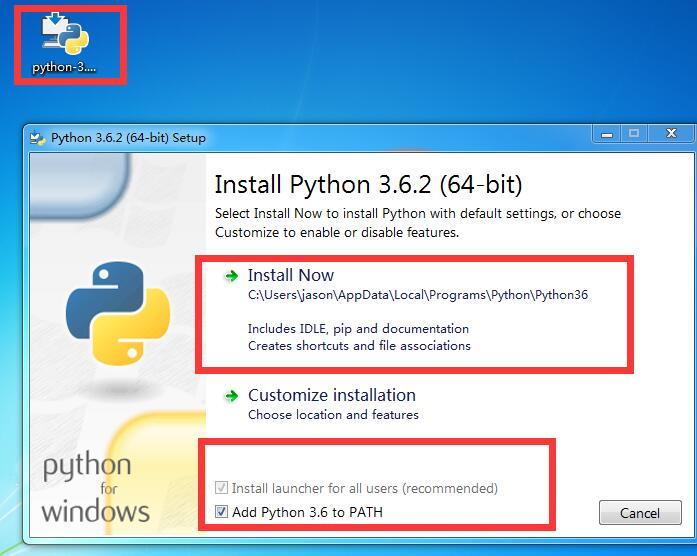 python-3....
Python 3.6.2 (64-bit) Setup
Install Python 3.6.2 (64-bit)
Select Install Now to install Python with default settings, or choose
Customize to enable or disable features.
Install Now
C:\Users\jason\AppData\Local\Programs\Python\Python36
Includes IDLE, pip and documentation
Creates shortcuts and file associations
Customize installation
Choose location and features
python
for
windows
Install launcher for all users (recommended)
Add Python 3.6 to PATH
Cancel